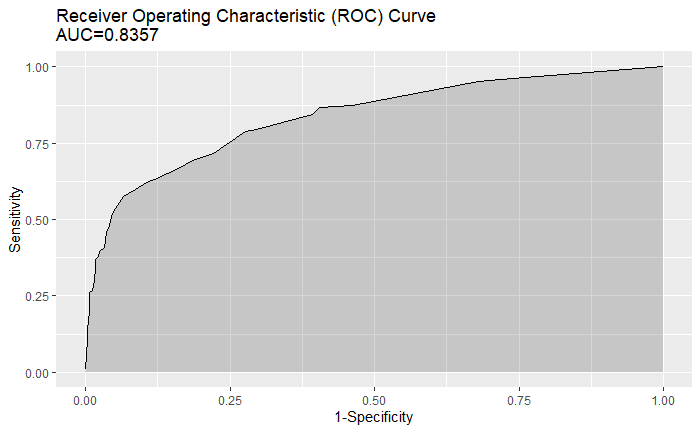 Receiver Operating Characteristic (ROC) Curve
AUC=0.8357
1.00
0.75
0.50
0.25
0.00
Sensitivity
0.00 0.25 0.50 0.75 1.00
1-Specificity